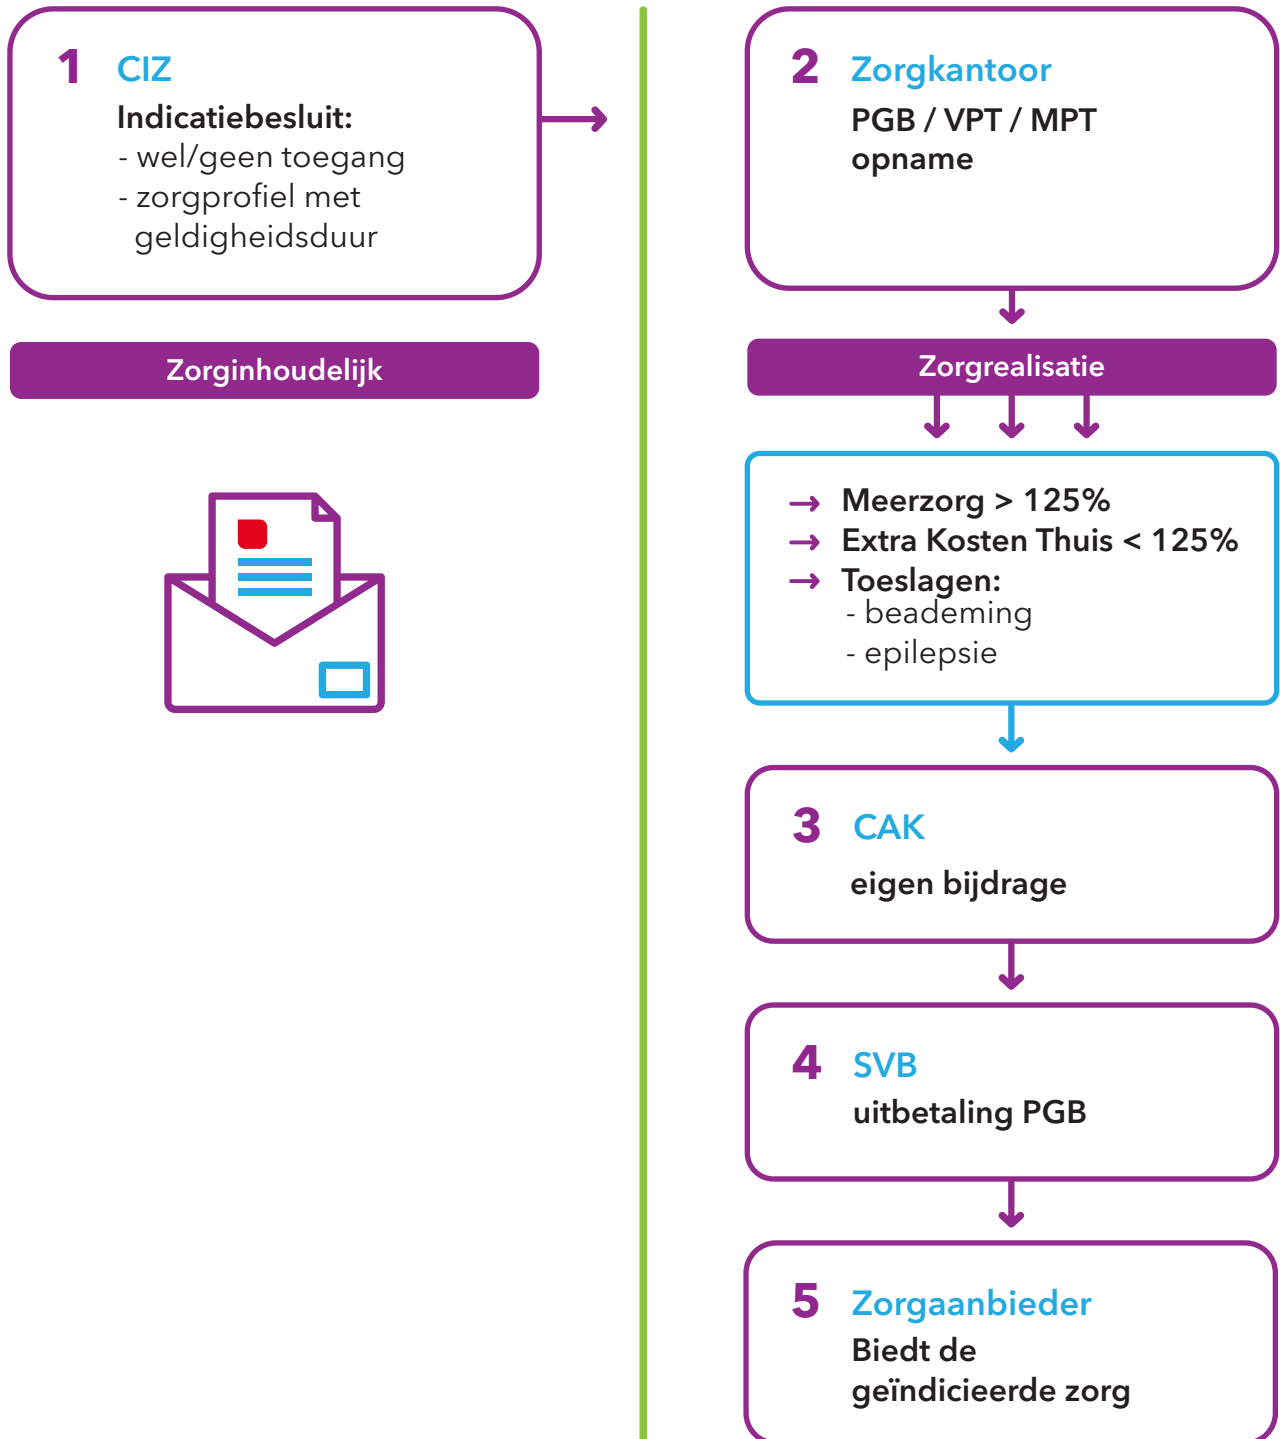 1 CIZ
Indicatiebesluit:
- wel/geen toegang
- zorgprofiel met
geldigheidsduur
Zorginhoudelijk
2 Zorgkantoor
PGB / VPT / MPT
opname
Zorgrealisatie
→ Meerzorg > 125%
→ Extra Kosten Thuis < 125%
→ Toeslagen:
- beademing
- epilepsie
3 CAK
eigen bijdrage
4 SVB
uitbetaling PGB
5 Zorgaanbieder
Biedt de
geïndicieerde zorg